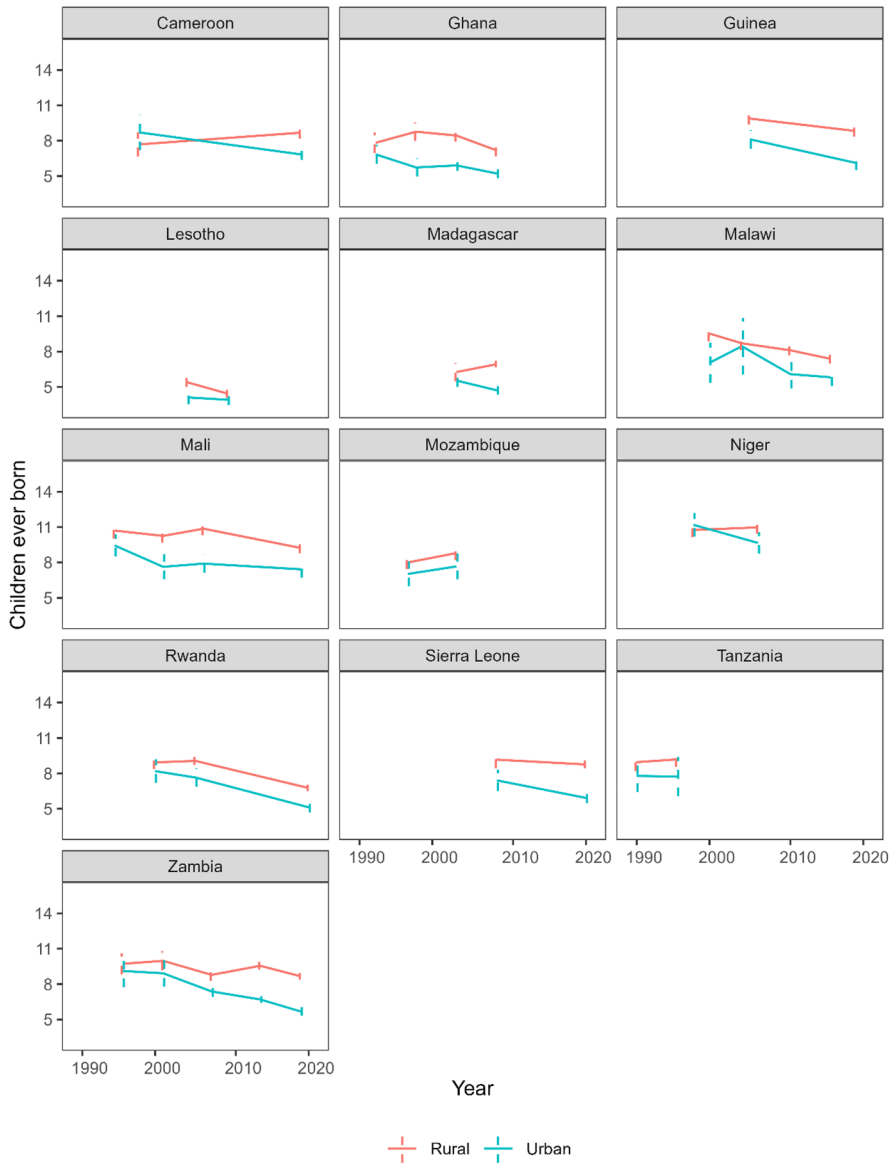 Cameroon Ghana Guinea
14
11
8
5
Lesotho Madagascar Malawi
14
11
8
5
Mali Mozambique Niger
14
11
8
5
Children ever born
Rwanda Sierra Leone Tanzania
14
11
8
5
1990 2000 2010 2020 1990 2000 2010 2020
Zambia
14
11
8
5
1990 2000 2010 2020
Year
Rural Urban